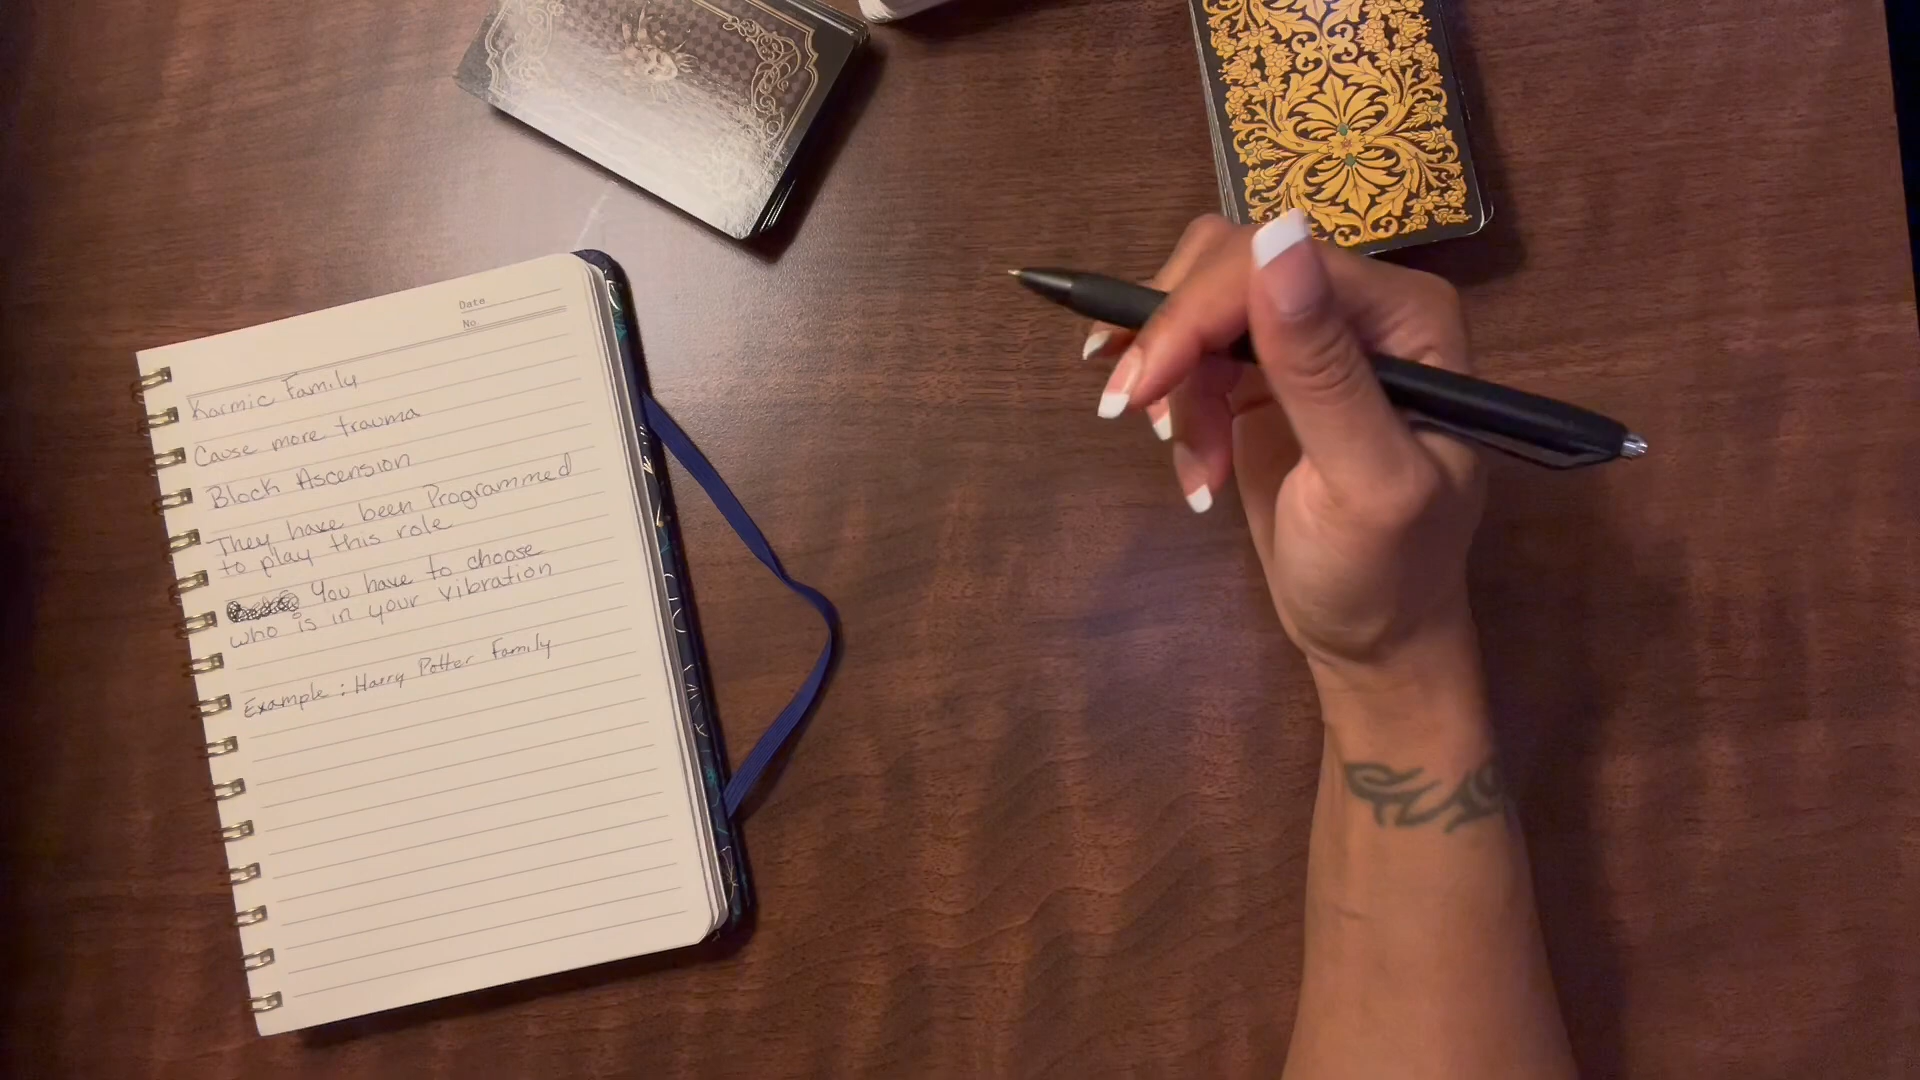 Date
No.
Karmic Family
Cause more trauma
Block Ascension
They have been Programmed
to play this role
You have to choose
who is in your vibration
Example : Harry Potter Family